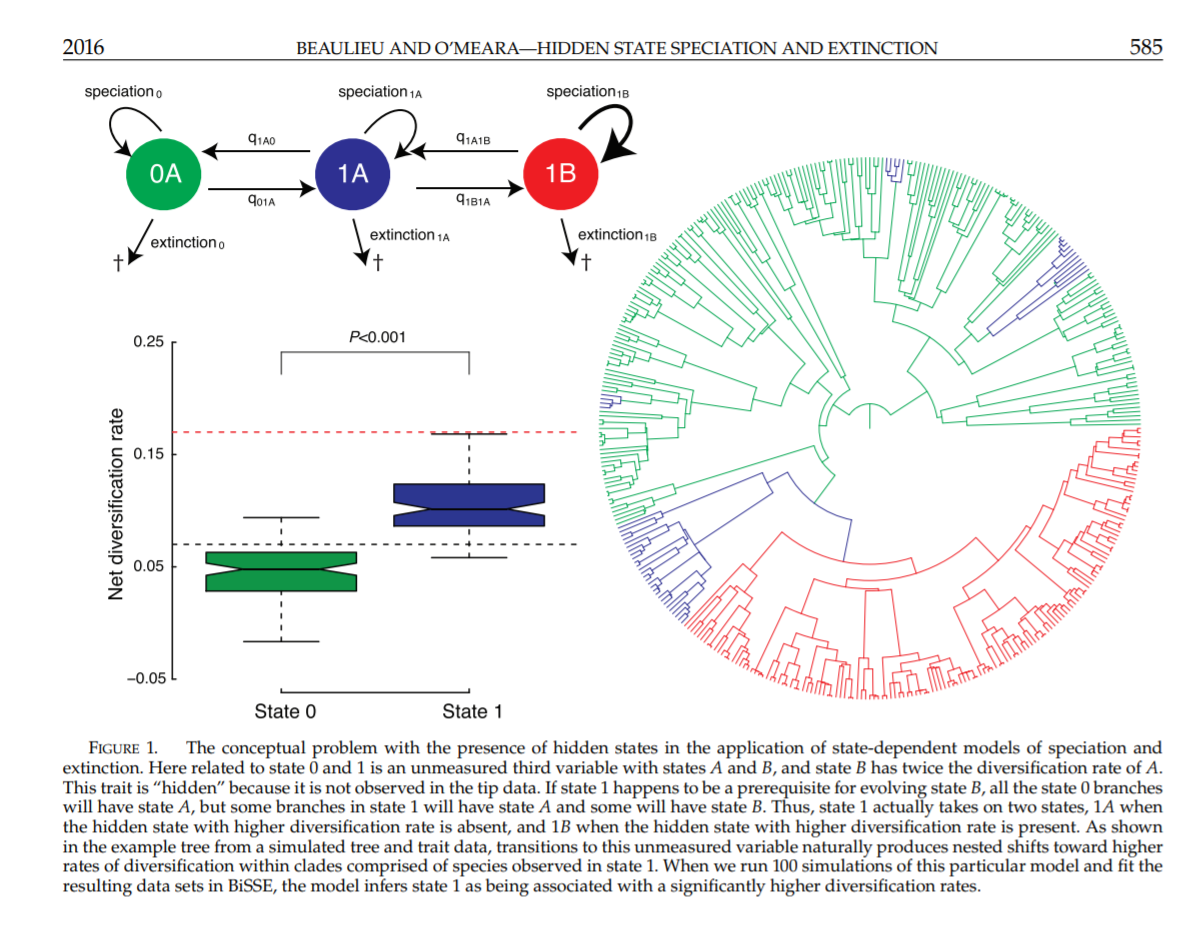 2016
BEAULIEU AND O'MEARA—HIDDEN STATE SPECIATION AND EXTINCTION
585
speciation0
speciation1A
speciation1B
0A
q1A0
q01A
1A
q1A1B
q1B1A
1B
extinction0
extinction1A
extinction1B
†
†
†
P<0.001
0.25
0.15
0.05
−0.05
Net diversification rate
State 0
State 1
FIGURE 1. The conceptual problem with the presence of hidden states in the application of state-dependent models of speciation and
extinction. Here related to state 0 and 1 is an unmeasured third variable with states A and B, and state B has twice the diversification rate of A.
This trait is “hidden” because it is not observed in the tip data. If state 1 happens to be a prerequisite for evolving state B, all the state 0 branches
will have state A, but some branches in state 1 will have state A and some will have state B. Thus, state 1 actually takes on two states, 1A when
the hidden state with higher diversification rate is absent, and 1B when the hidden state with higher diversification rate is present. As shown
in the example tree from a simulated tree and trait data, transitions to this unmeasured variable naturally produces nested shifts toward higher
rates of diversification within clades comprised of species observed in state 1. When we run 100 simulations of this particular model and fit the
resulting data sets in BiSSE, the model infers state 1 as being associated with a significantly higher diversification rates.